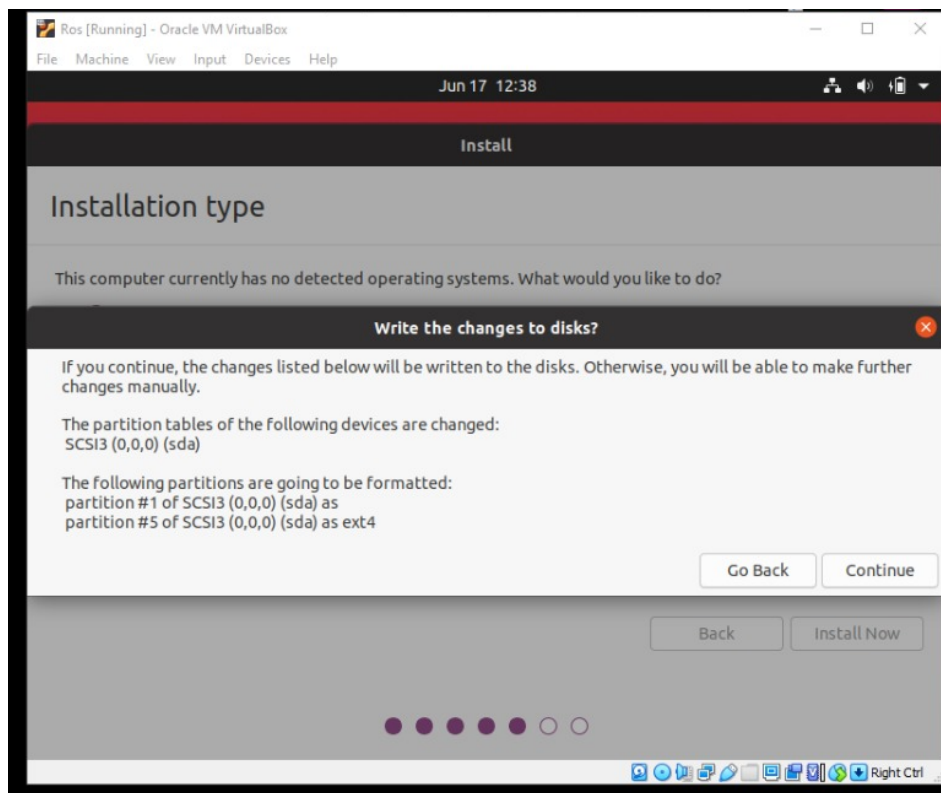 Ros [Running] - Oracle VM VirtualBox
File Machine View Input Devices Help
Jun 17 12:38
Install
Installation type
This computer currently has no detected operating systems. What would you like to do?
Write the changes to disks?
If you continue, the changes listed below will be written to the disks. Otherwise, you will be able to make further
changes manually.
The partition tables of the following devices are changed:
SCSI3 (0,0,0) (sda)
The following partitions are going to be formatted:
partition #1 of SCSI3 (0,0,0) (sda) as
partition #5 of SCSI3 (0,0,0) (sda) as ext4
Go Back Continue
Back Install Now
Right Ctrl